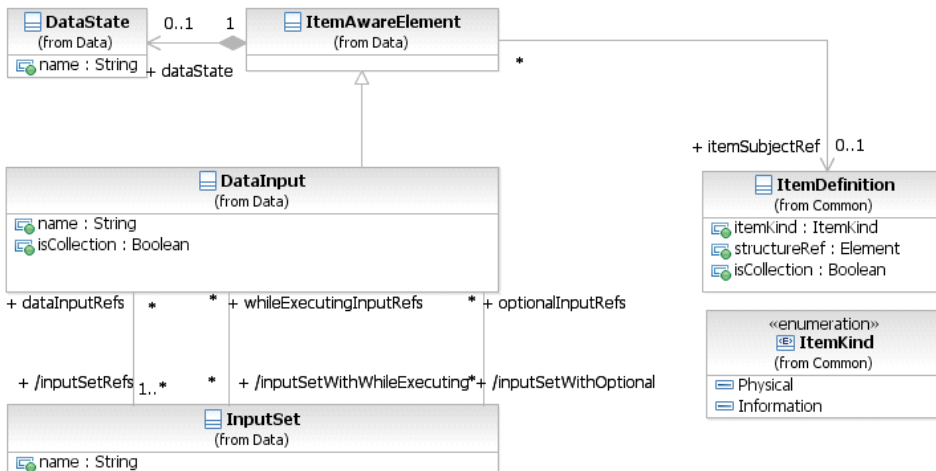 DataState
(from Data)
name : String
0..1
1
+ dataState
ItemAwareElement
(from Data)
*
+ itemSubjectRef
0..1
DataInput
(from Data)
name : String
isCollection : Boolean
ItemDefinition
(from Common)
itemKind : ItemKind
structureRef : Element
isCollection : Boolean
+ dataInputRefs
*
*
+ whileExecutingInputRefs
*
+ optionalInputRefs
«enumeration»
ItemKind
(from Common)
Physical
Information
+ /inputSetRefs
1..*
*
+ /inputSetWithWhileExecuting
*
+ /inputSetWithOptional
InputSet
(from Data)
name : String